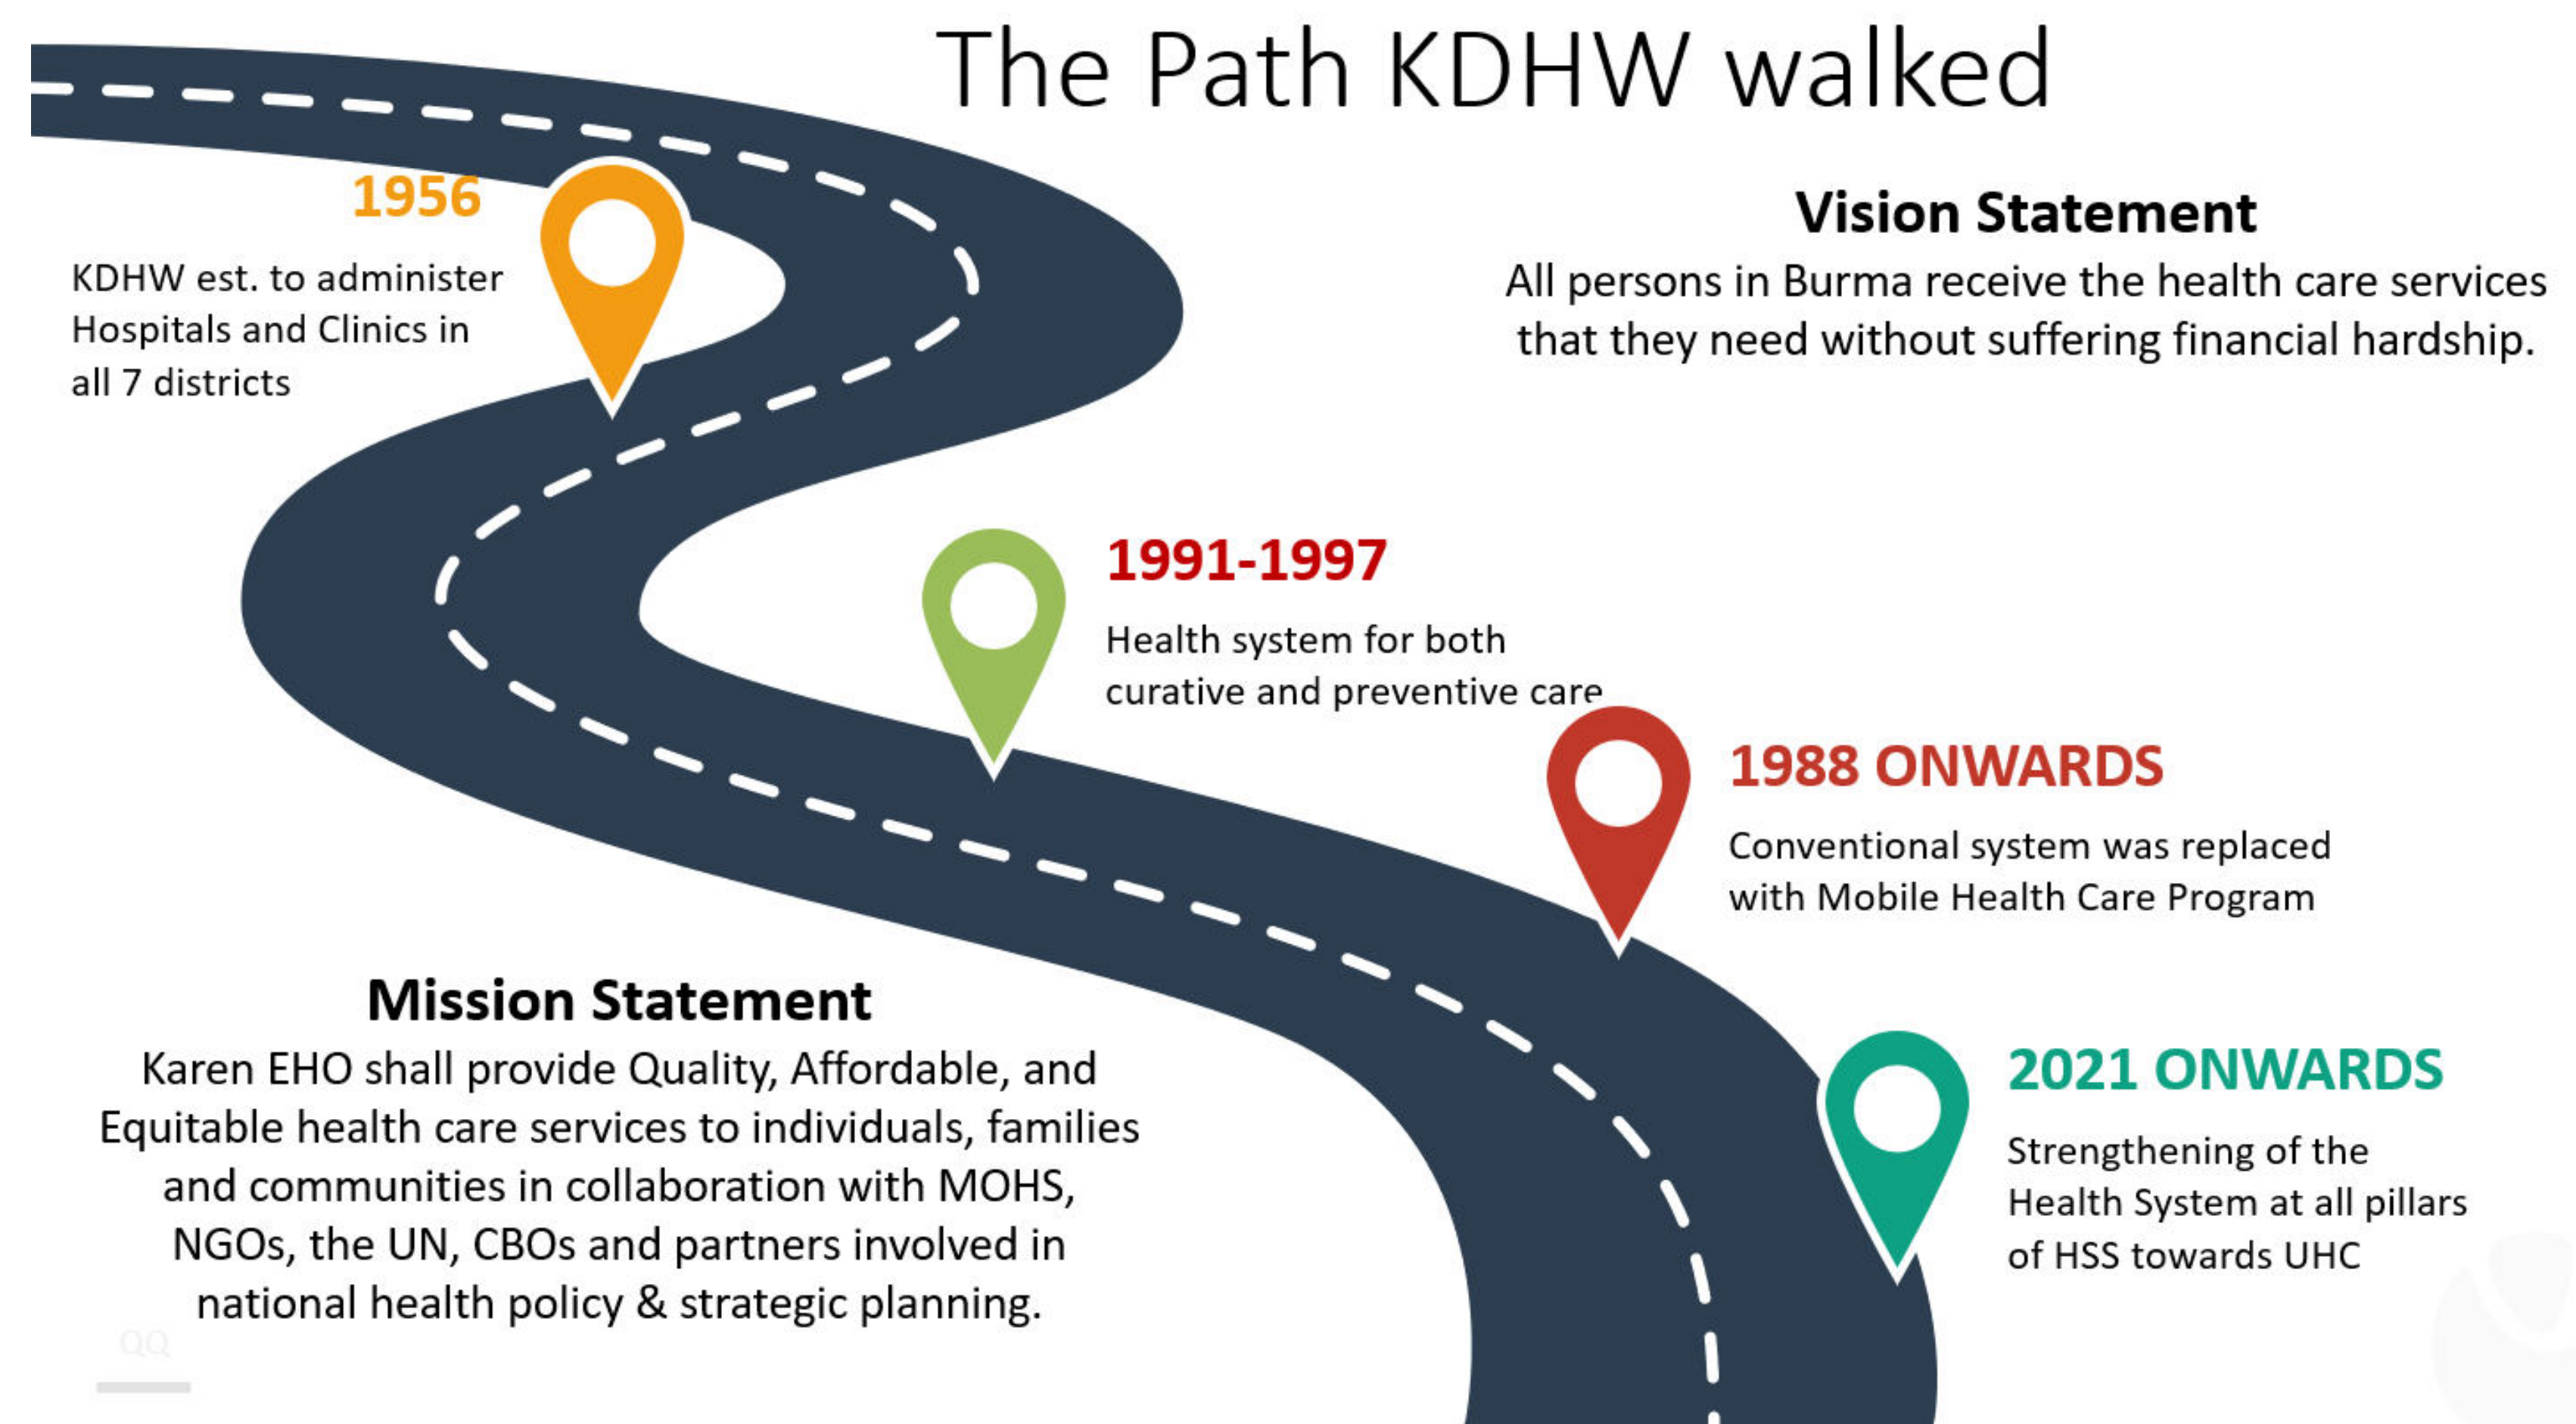 The Path KDHW walked
1956
KDHW est. to administer
Hospitals and Clinics in
all 7 districts
Vision Statement
All persons in Burma receive the health care services
that they need without suffering financial hardship.
1991-1997
Health system for both
curative and preventive care
1988 ONWARDS
Conventional system was replaced
with Mobile Health Care Program
Mission Statement
Karen EHO shall provide Quality, Affordable, and
Equitable health care services to individuals, families
and communities in collaboration with MOHS,
NGOs, the UN, CBOs and partners involved in
national health policy & strategic planning.
2021 ONWARDS
Strengthening of the
Health System at all pillars
of HSS towards UHC
QQ